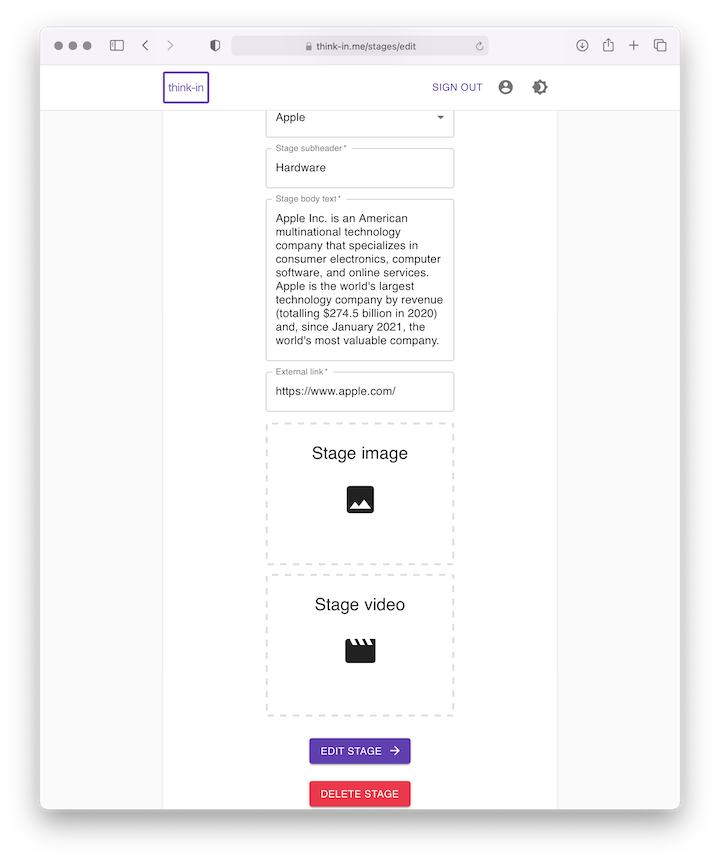 think-in.me/stages/edit
think-in
SIGN OUT
Apple
Stage subheader *
Hardware
Stage body text *
Apple Inc. is an American
multinational technology
company that specializes in
consumer electronics, computer
software, and online services.
Apple is the world's largest
technology company by revenue
(totalling $274.5 billion in 2020)
and, since January 2021, the
world's most valuable company.
External link *
https://www.apple.com/
Stage image
Stage video
EDIT STAGE
DELETE STAGE